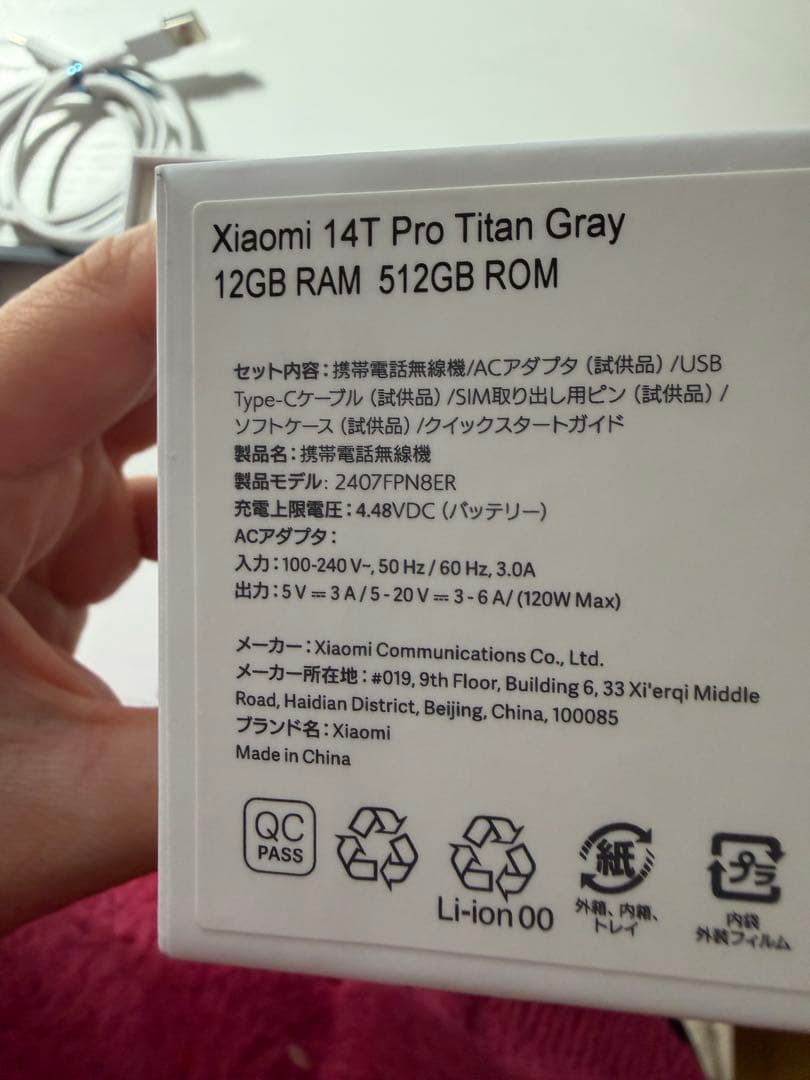 Xiaomi 14T Pro Titan Gray
12GB RAM 512GB ROM
セット内容：携帯電話無線機/ACアダプタ（試供品）/USB
Type-Cケーブル（試供品）/SIM取り出し用ピン（試供品）/
ソフトケース（試供品）/クイックスタートガイド
製品名：携帯電話無線機
製品モデル: 2407FPN8ER
充電上限電圧：4.48VDC（バッテリー）
ACアダプタ：
入力：100-240 V~, 50 Hz / 60 Hz, 3.0A
出力：5 V ⎓ 3 A / 5 - 20 V ⎓ 3 - 6 A/ (120W Max)
メーカー：Xiaomi Communications Co., Ltd.
メーカー所在地：#019, 9th Floor, Building 6, 33 Xi'erqi Middle
Road, Haidian District, Beijing, China, 100085
ブランド名：Xiaomi
Made in China
QC
PASS
Li-ion 00
紙
外箱、内箱、
トレイ
プラ
内袋
外装フィルム